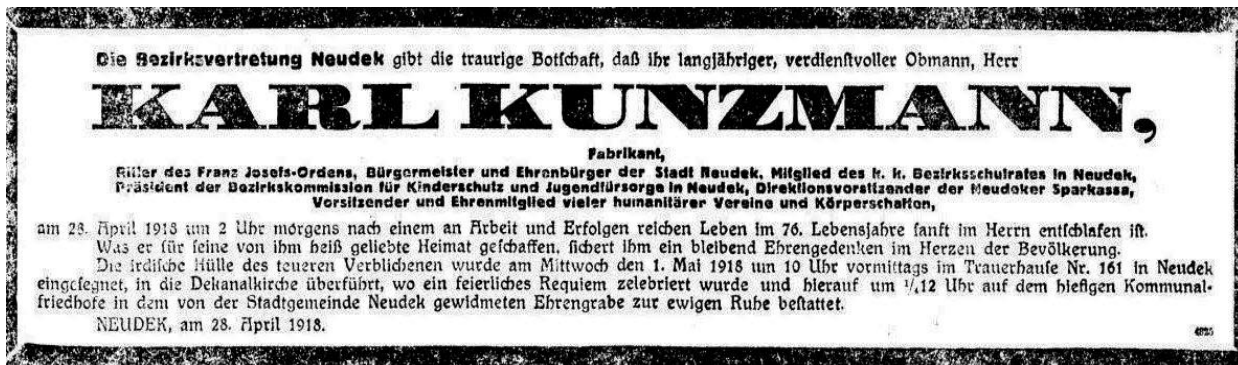 Die Bezirksvertretung Neudek gibt die traurige Botschaft, daß ihr langjähriger, verdienstvoller Obmann, Herr
KARL KUNZMANN,
Fabrikant,
Ritter des Franz Josefs-Ordens, Bürgermeister und Ehrenbürger der Stadt Neudek, Mitglied des k. k. Bezirksschulrates in Neudek,
Präsident der Bezirkskommission für Kinderschutz und Jugendfürsorge in Neudek, Direktionsvorsitzender der Neudeker Sparkassa,
Vorsitzender und Ehrenmitglied vieler humanitärer Vereine und Körperschaften,
am 28. April 1918 um 2 Uhr morgens nach einem an Arbeit und Erfolgen reichen Leben im 76. Lebensjahre sanft im Herrn entschlafen ist.
Was er für seine von ihm heiß geliebte Heimat geschaffen, sichert ihm ein bleibend Ehrengedenken im Herzen der Bevölkerung.
Die irdische Hülle des teueren Verblichenen wurde am Mittwoch den 1. Mai 1918 um 10 Uhr vormittags im Trauerhause Nr. 161 in Neudek
eingesegnet, in die Dekanalkirche überführt, wo ein feierliches Requiem zelebriert wurde und hierauf um ¼12 Uhr auf dem hiesigen Kommunal-
friedhofe in dem von der Stadtgemeinde Neudek gewidmeten Ehrengrabe zur ewigen Ruhe bestattet.
NEUDEK, am 28. April 1918.